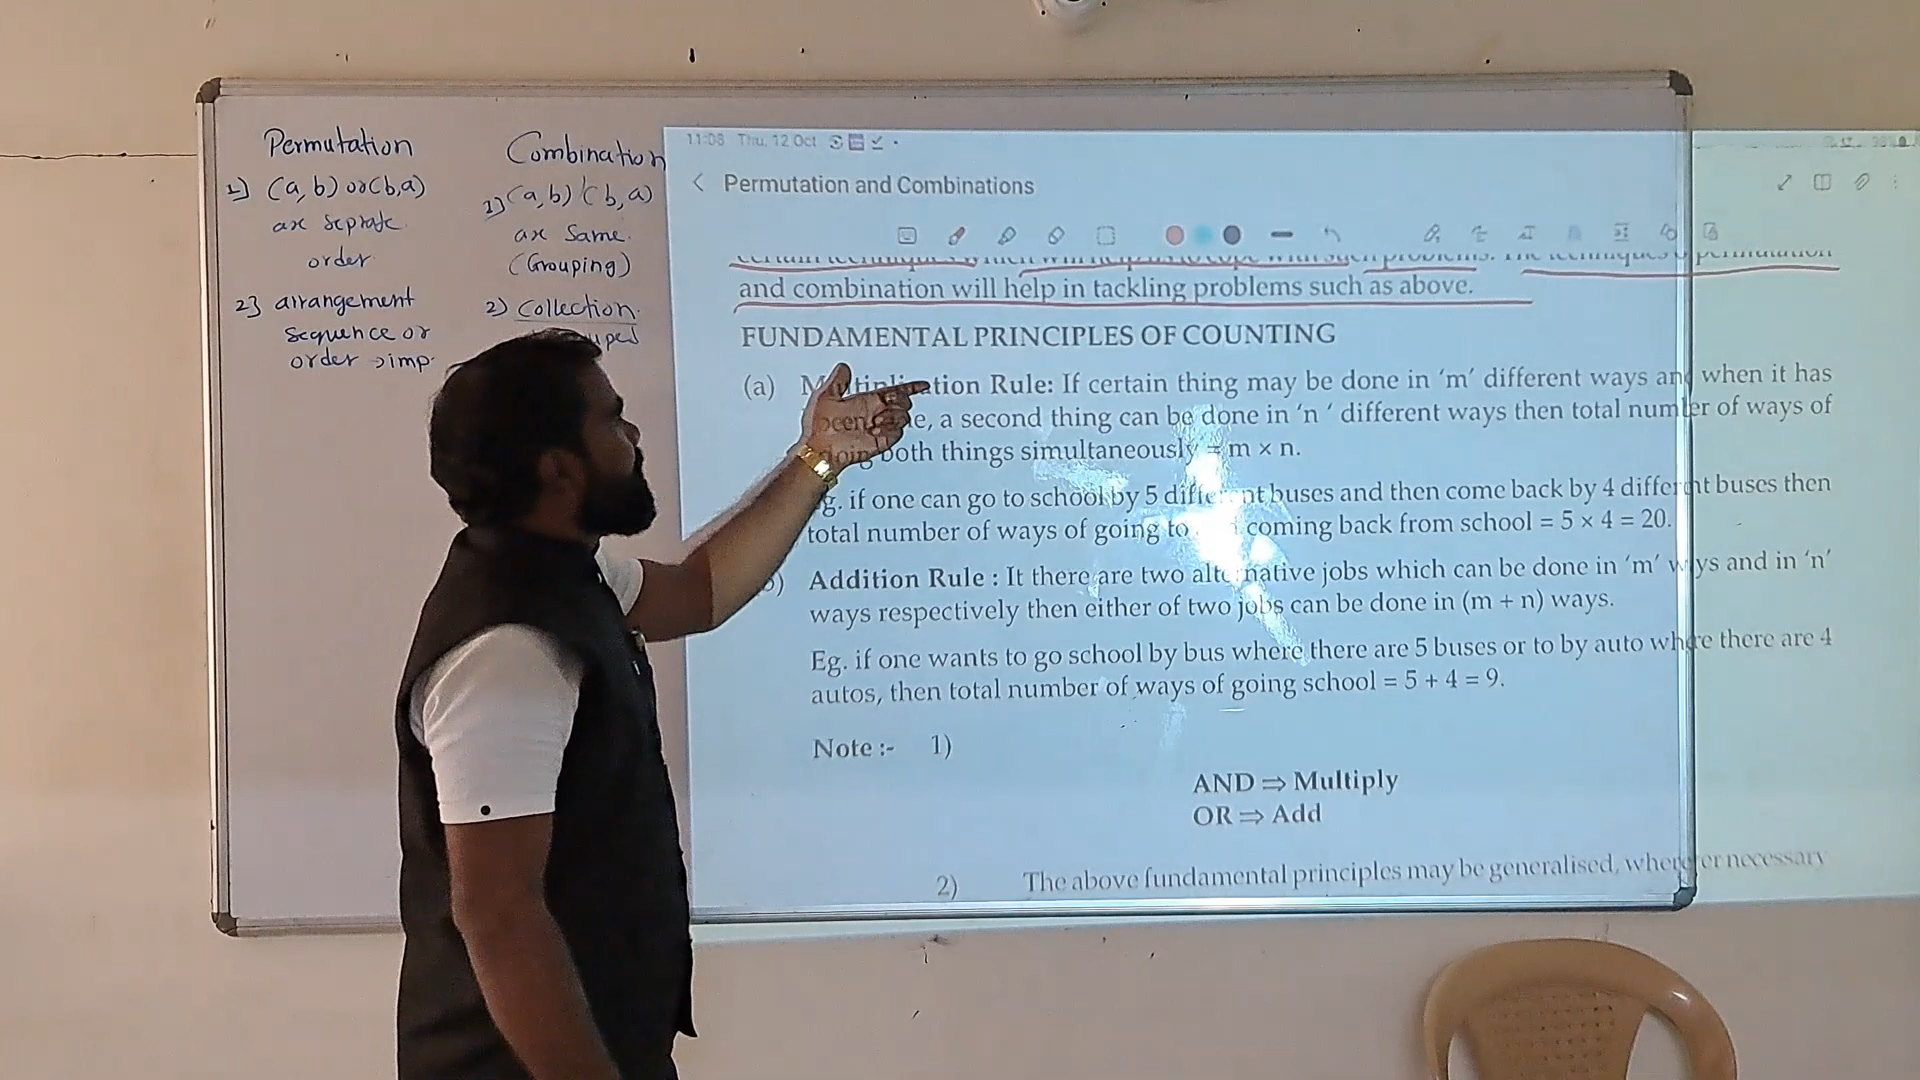 Permutation
1) (a, b) or (b,a)
are seprate
order
2) arrangement
sequence or
order → imp.
Combination
1) (a, b) (b, a)
are same.
(Grouping)
2) Collection.
11:08 Thu, 12 Oct
< Permutation and Combinations
and combination will help in tackling problems such as above.
FUNDAMENTAL PRINCIPLES OF COUNTING
(a) Multiplication Rule: If certain thing may be done in 'm' different ways and when it has
been, a second thing can be done in 'n ' different ways then total number of ways of
doing both things simultaneously = m × n.
if one can go to school by 5 different buses and then come back by 4 different buses then
total number of ways of going to coming back from school = 5 × 4 = 20.
Addition Rule : It there are two alternative jobs which can be done in 'm' ways and in 'n'
ways respectively then either of two jobs can be done in (m + n) ways.
Eg. if one wants to go school by bus where there are 5 buses or to by auto where there are 4
autos, then total number of ways of going school = 5 + 4 = 9.
Note :- 1)
AND ⇒ Multiply
OR ⇒ Add
2) The above fundamental principles may be generalised, wherever necessary